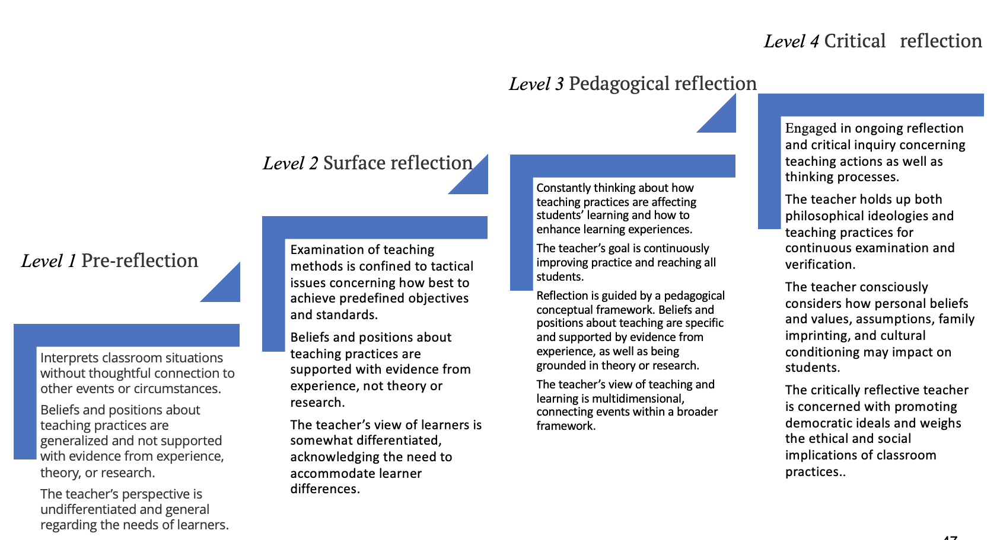 Level 1 Pre-reflection
Interprets classroom situations
without thoughtful connection to
other events or circumstances.
Beliefs and positions about
teaching practices are
generalized and not supported
with evidence from experience,
theory, or research.
The teacher’s perspective is
undifferentiated and general
regarding the needs of learners.
Level 2 Surface reflection
Examination of teaching
methods is confined to tactical
issues concerning how best to
achieve predefined objectives
and standards.
Beliefs and positions about
teaching practices are
supported with evidence from
experience, not theory or
research.
The teacher’s view of learners is
somewhat differentiated,
acknowledging the need to
accommodate learner
differences.
Level 3 Pedagogical reflection
Constantly thinking about how
teaching practices are affecting
students’ learning and how to
enhance learning experiences.
The teacher’s goal is continuously
improving practice and reaching all
students.
Reflection is guided by a pedagogical
conceptual framework. Beliefs and
positions about teaching are specific
and supported by evidence from
experience, as well as being
grounded in theory or research.
The teacher’s view of teaching and
learning is multidimensional,
connecting events within a broader
framework.
Level 4 Critical reflection
Engaged in ongoing reflection
and critical inquiry concerning
teaching actions as well as
thinking processes.
The teacher holds up both
philosophical ideologies and
teaching practices for
continuous examination and
verification.
The teacher consciously
considers how personal beliefs
and values, assumptions, family
imprinting, and cultural
conditioning may impact on
students.
The critically reflective teacher
is concerned with promoting
democratic ideals and weighs
the ethical and social
implications of classroom
practices..